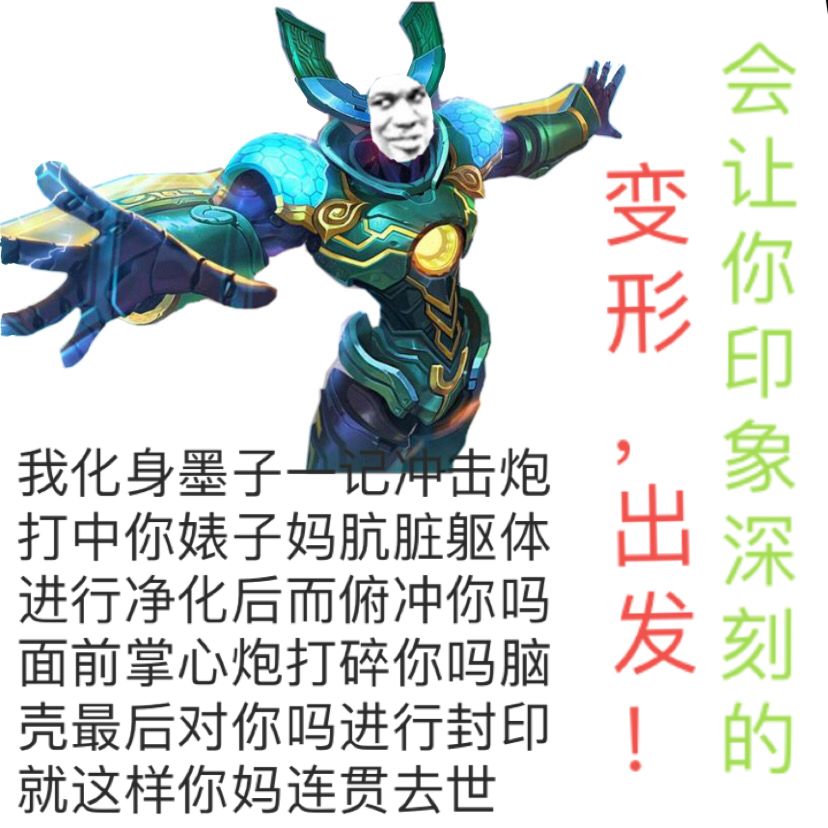 会让你印象深刻的
变形,出发!
我化身墨子一记冲击炮
打中你婊子妈肮脏躯体
进行净化后而俯冲你吗
面前掌心炮打碎你吗脑
壳最后对你吗进行封印
就这样你妈连贯去世